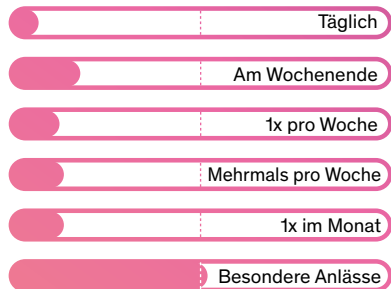 Täglich
Am Wochenende
1x pro Woche
Mehrmals pro Woche
1x im Monat
Besondere Anlässe